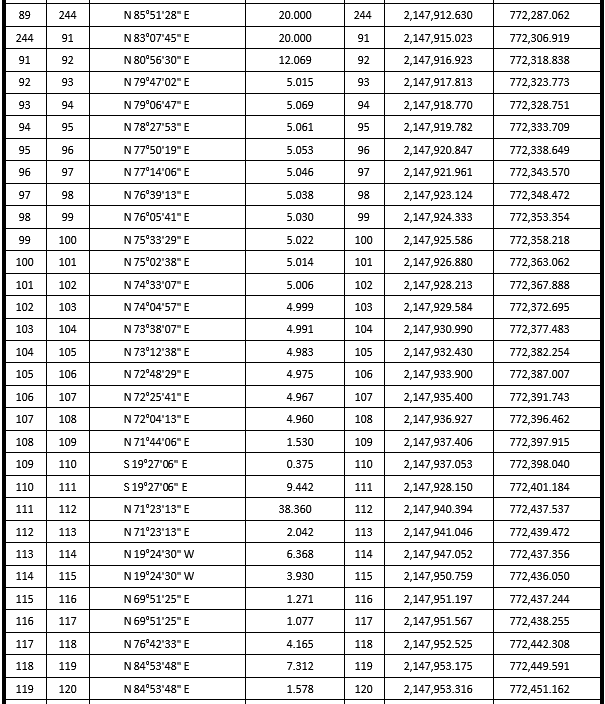 89 244 N 85°51'28" E 20.000 244 2,147,912.630 772,287.062
244 91 N 83°07'45" E 20.000 91 2,147,915.023 772,306.919
91 92 N 80°56'30" E 12.069 92 2,147,916.923 772,318.838
92 93 N 79°47'02" E 5.015 93 2,147,917.813 772,323.773
93 94 N 79°06'47" E 5.069 94 2,147,918.770 772,328.751
94 95 N 78°27'53" E 5.061 95 2,147,919.782 772,333.709
95 96 N 77°50'19" E 5.053 96 2,147,920.847 772,338.649
96 97 N 77°14'06" E 5.046 97 2,147,921.961 772,343.570
97 98 N 76°39'13" E 5.038 98 2,147,923.124 772,348.472
98 99 N 76°05'41" E 5.030 99 2,147,924.333 772,353.354
99 100 N 75°33'29" E 5.022 100 2,147,925.586 772,358.218
100 101 N 75°02'38" E 5.014 101 2,147,926.880 772,363.062
101 102 N 74°33'07" E 5.006 102 2,147,928.213 772,367.888
102 103 N 74°04'57" E 4.999 103 2,147,929.584 772,372.695
103 104 N 73°38'07" E 4.991 104 2,147,930.990 772,377.483
104 105 N 73°12'38" E 4.983 105 2,147,932.430 772,382.254
105 106 N 72°48'29" E 4.975 106 2,147,933.900 772,387.007
106 107 N 72°25'41" E 4.967 107 2,147,935.400 772,391.743
107 108 N 72°04'13" E 4.960 108 2,147,936.927 772,396.462
108 109 N 71°44'06" E 1.530 109 2,147,937.406 772,397.915
109 110 S 19°27'06" E 0.375 110 2,147,937.053 772,398.040
110 111 S 19°27'06" E 9.442 111 2,147,928.150 772,401.184
111 112 N 71°23'13" E 38.360 112 2,147,940.394 772,437.537
112 113 N 71°23'13" E 2.042 113 2,147,941.046 772,439.472
113 114 N 19°24'30" W 6.368 114 2,147,947.052 772,437.356
114 115 N 19°24'30" W 3.930 115 2,147,950.759 772,436.050
115 116 N 69°51'25" E 1.271 116 2,147,951.197 772,437.244
116 117 N 69°51'25" E 1.077 117 2,147,951.567 772,438.255
117 118 N 76°42'33" E 4.165 118 2,147,952.525 772,442.308
118 119 N 84°53'48" E 7.312 119 2,147,953.175 772,449.591
119 120 N 84°53'48" E 1.578 120 2,147,953.316 772,451.162